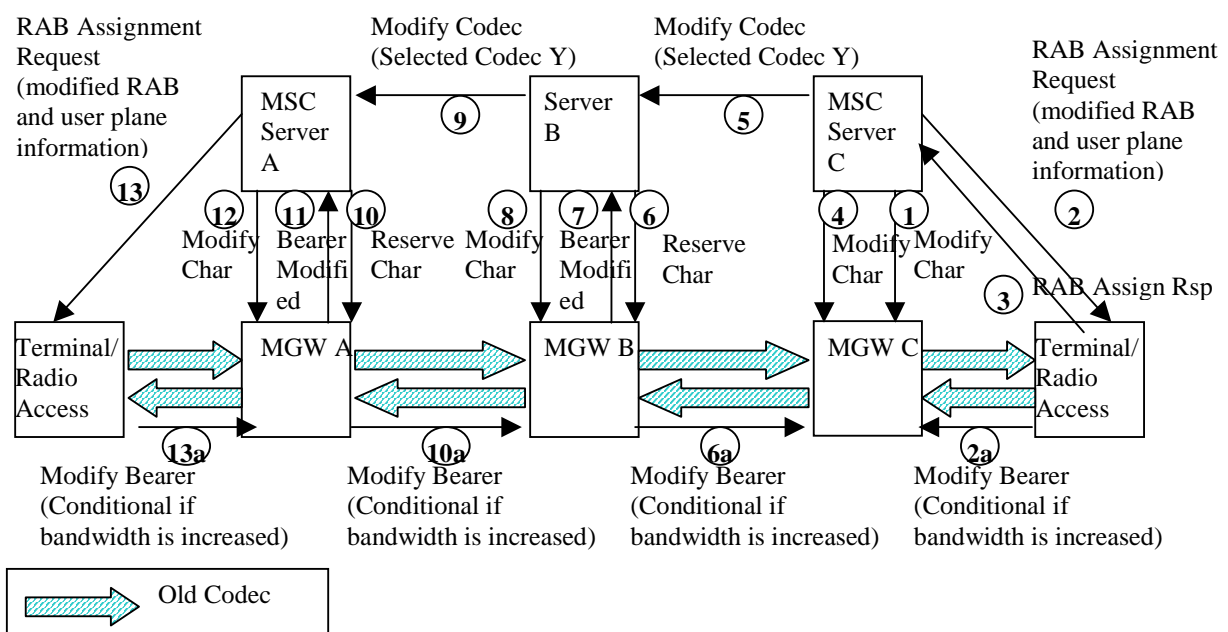 RAB Assignment
Request
(modified RAB
and user plane
information)
13
Modify Codec
(Selected Codec Y)
9
Modify Codec
(Selected Codec Y)
5
RAB Assignment
Request
(modified RAB
and user plane
information)
2
MSC
Server
A
Server
B
MSC
Server
C
12
Modify
Char
11
Bearer
Modifi
ed
10
Reserve
Char
8
Modify
Char
7
Bearer
Modifi
ed
6
Reserve
Char
4
Modify
Char
1
Modify
Char
3
RAB Assign Rsp
Terminal/
Radio
Access
MGW A
MGW B
MGW C
Terminal/
Radio
Access
13a
Modify Bearer
(Conditional if
bandwidth is increased)
10a
Modify Bearer
(Conditional if
bandwidth is increased)
6a
Modify Bearer
(Conditional if
bandwidth is increased)
2a
Modify Bearer
(Conditional if
bandwidth is increased)
Old Codec